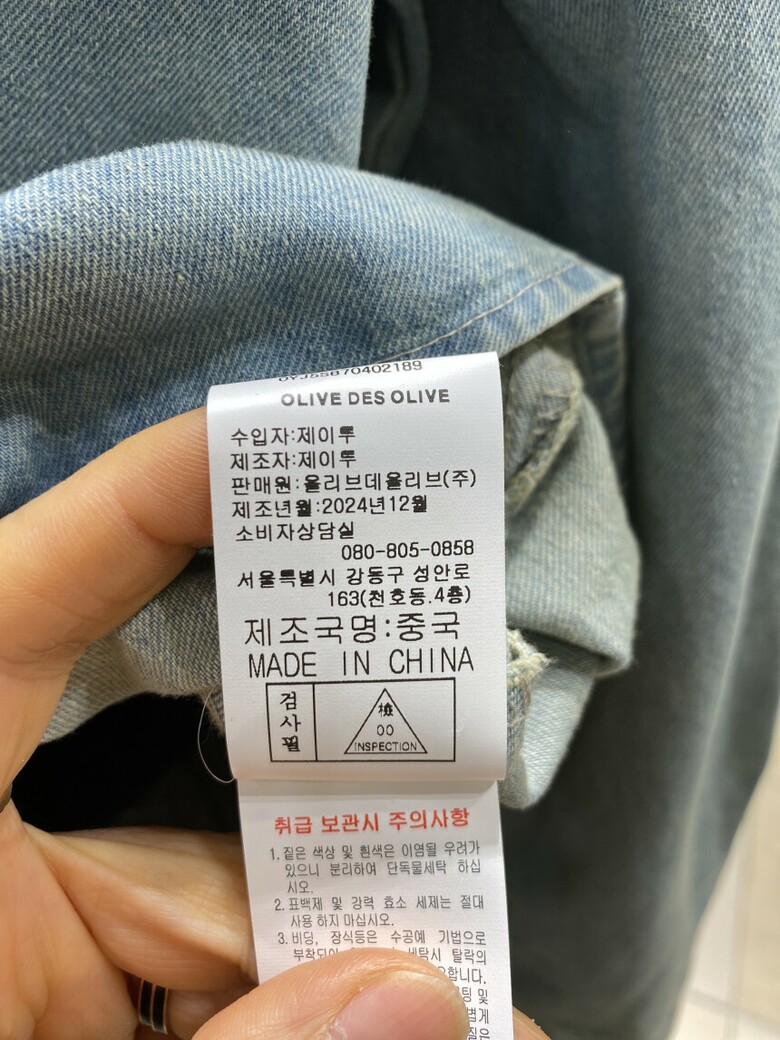 OLIVE DES OLIVE
수입자:제이투
제조자:제이투
판매원:올리브데올리브(주)
제조년월:2024년12월
소비자상담실
080-805-0858
서울특별시 강동구 성안로
163(천호동.4층)
제조국명:중국
MADE IN CHINA
검사필
檢
00
INSPECTION
취급 보관시 주의사항
1. 짙은 색상 및 흰색은 이염될 우려가
있으니 분리하여 단독물세탁 하십
시오.
2. 표백제 및 강력 효소 세제는 절대
사용 하지 마십시오.
3. 비딩, 장식등은 수공예 기법으로
세탁시 탈락의